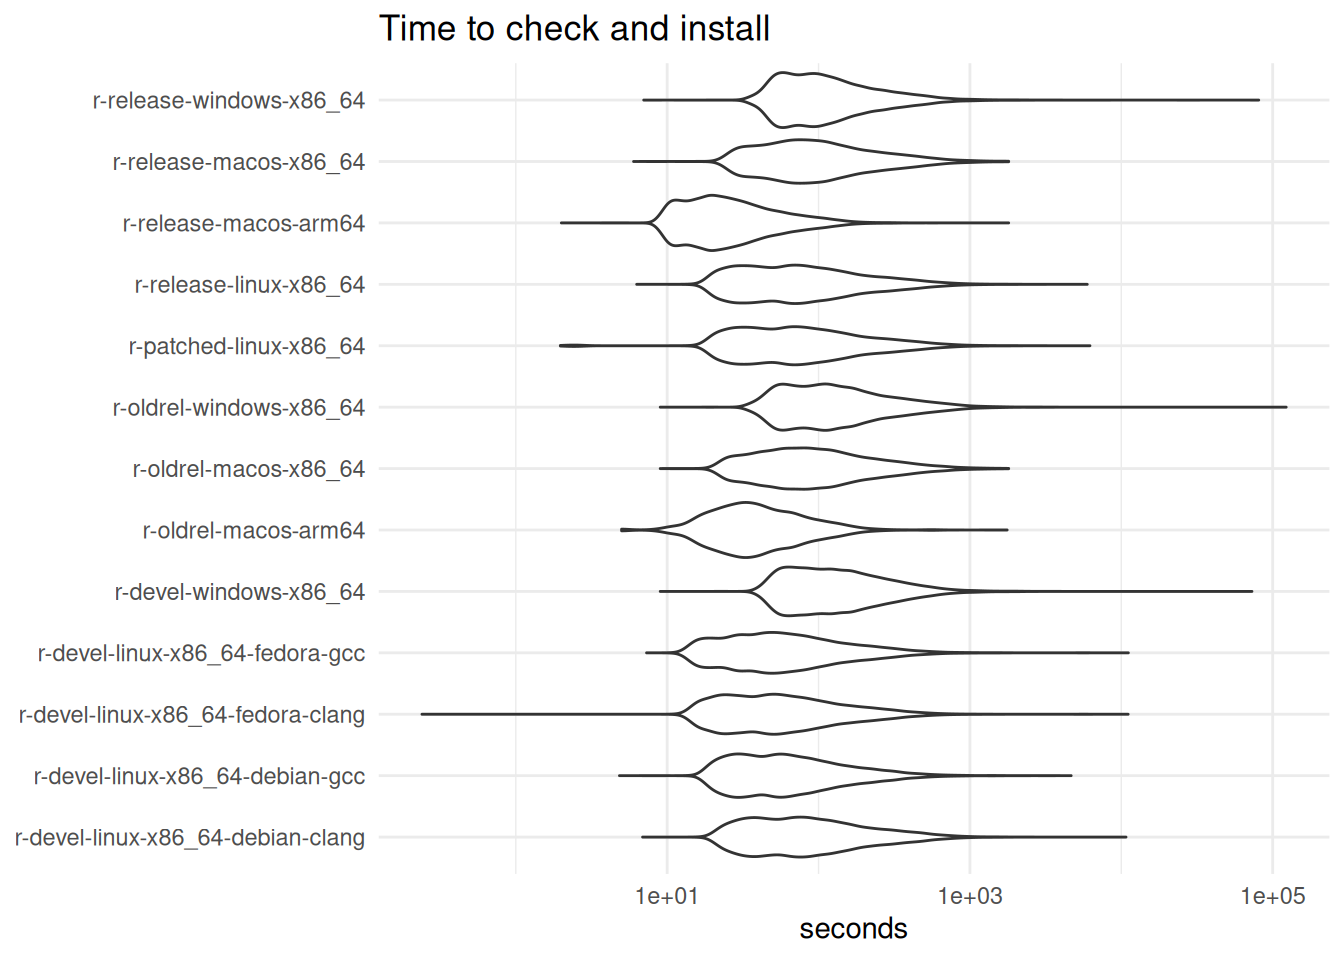 Time to check and install
r-release-windows-x86_64
r-release-macos-x86_64
r-release-macos-arm64
r-release-linux-x86_64
r-patched-linux-x86_64
r-oldrel-windows-x86_64
r-oldrel-macos-x86_64
r-oldrel-macos-arm64
r-devel-windows-x86_64
r-devel-linux-x86_64-fedora-gcc
r-devel-linux-x86_64-fedora-clang
r-devel-linux-x86_64-debian-gcc
r-devel-linux-x86_64-debian-clang
1e+01 1e+03 1e+05
seconds